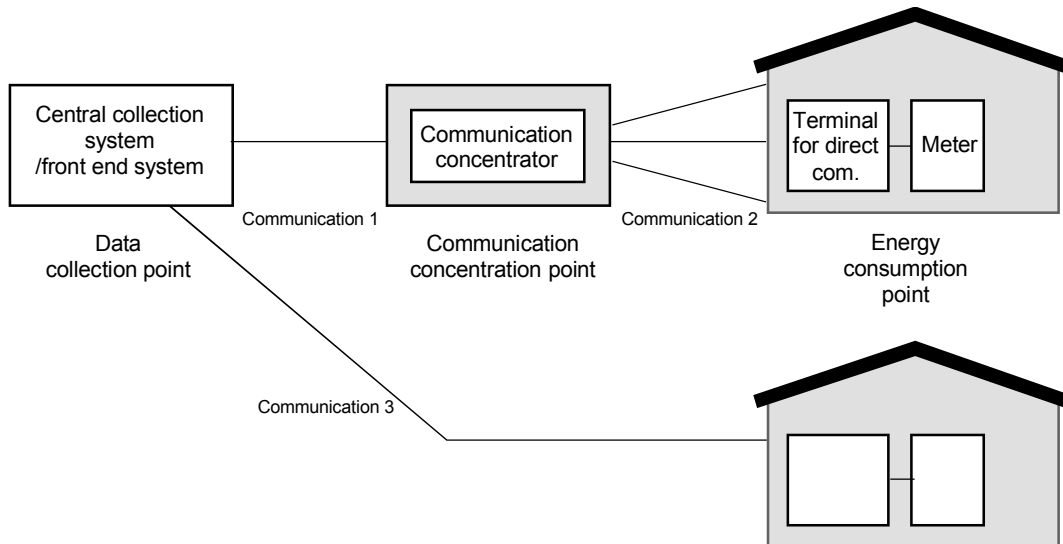 Central collection
system
/front end system
Communication
concentrator
Terminal
for direct
com.
Meter
Communication 1
Communication 2
Data
collection point
Communication
concentration point
Energy
consumption
point
Communication 3